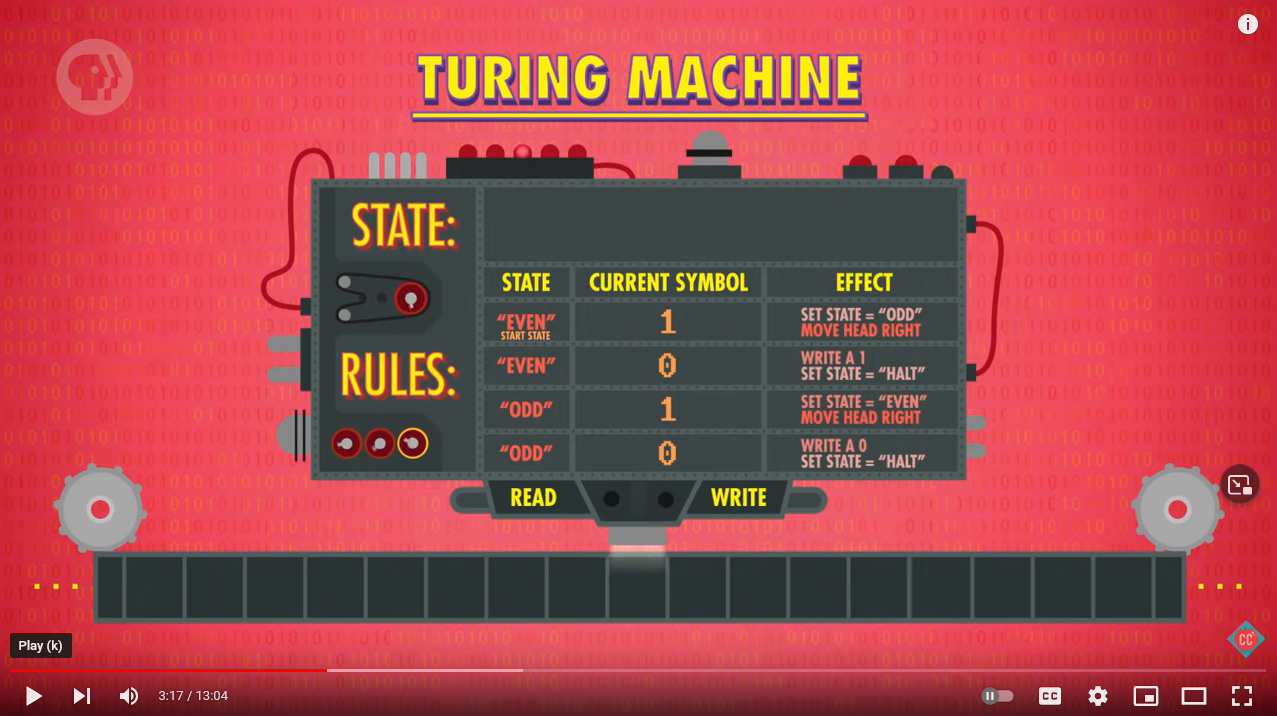 TURING MACHINE
STATE:
STATE CURRENT SYMBOL EFFECT
“EVEN” START STATE 1 SET STATE = “ODD”
MOVE HEAD RIGHT
“EVEN” 0 WRITE A 1
SET STATE = “HALT”
RULES:
“ODD” 1 SET STATE = “EVEN”
MOVE HEAD RIGHT
“ODD” 0 WRITE A 0
SET STATE = “HALT”
READ WRITE
CC
Play (k)
3:17 / 13:04
CC